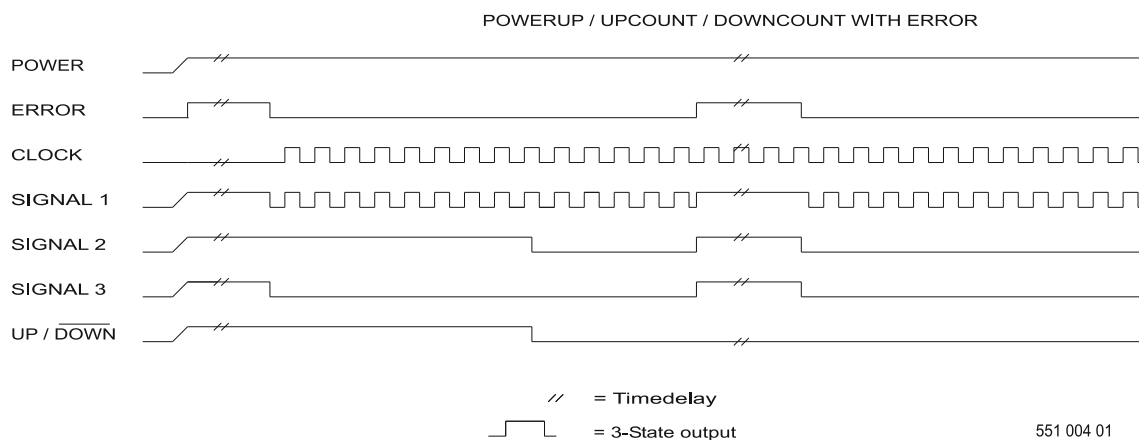 POWERUP / UPCOUNT / DOWNCOUNT WITH ERROR
POWER
ERROR
CLOCK
SIGNAL 1
SIGNAL 2
SIGNAL 3
UP / DOWN
// = Timedelay
= 3-State output
551 004 01